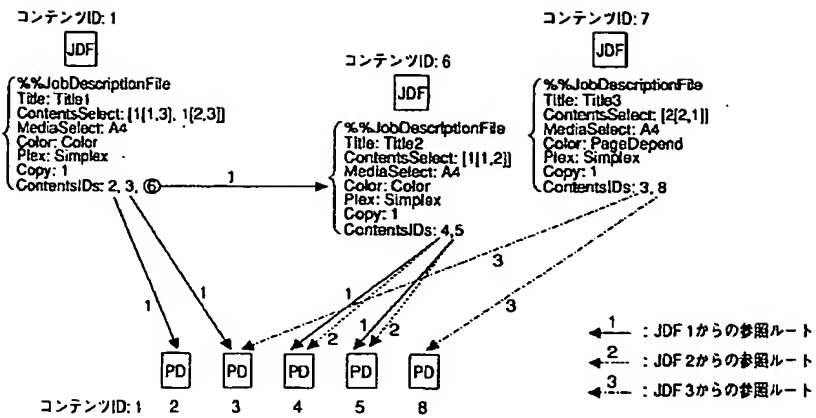 コンテンツID: 1
JDF
%%JobDescriptionFile
Title: Title1
ContentsSelect: [1[1,3], 1[2,3]]
MediaSelect: A4
Color: Color
Plex: Simplex
Copy: 1
ContentsIDs: 2, 3, ⑥
1
コンテンツID: 6
JDF
%%JobDescriptionFile
Title: Title2
ContentsSelect: [1[1,2]]
MediaSelect: A4
Color: Color
Plex: Simplex
Copy: 1
ContentsIDs: 4,5
コンテンツID: 7
JDF
%%JobDescriptionFile
Title: Title3
ContentsSelect: [2[2,1]]
MediaSelect: A4
Color: PageDepend
Plex: Simplex
Copy: 1
ContentsIDs: 3, 8
1
1
1
2
1
2
3
3
PD
PD
PD
PD
PD
コンテンツID: 1 2 3 4 5 8
1 : JDF 1からの参照ルート
2 : JDF 2からの参照ルート
3 : JDF 3からの参照ルート